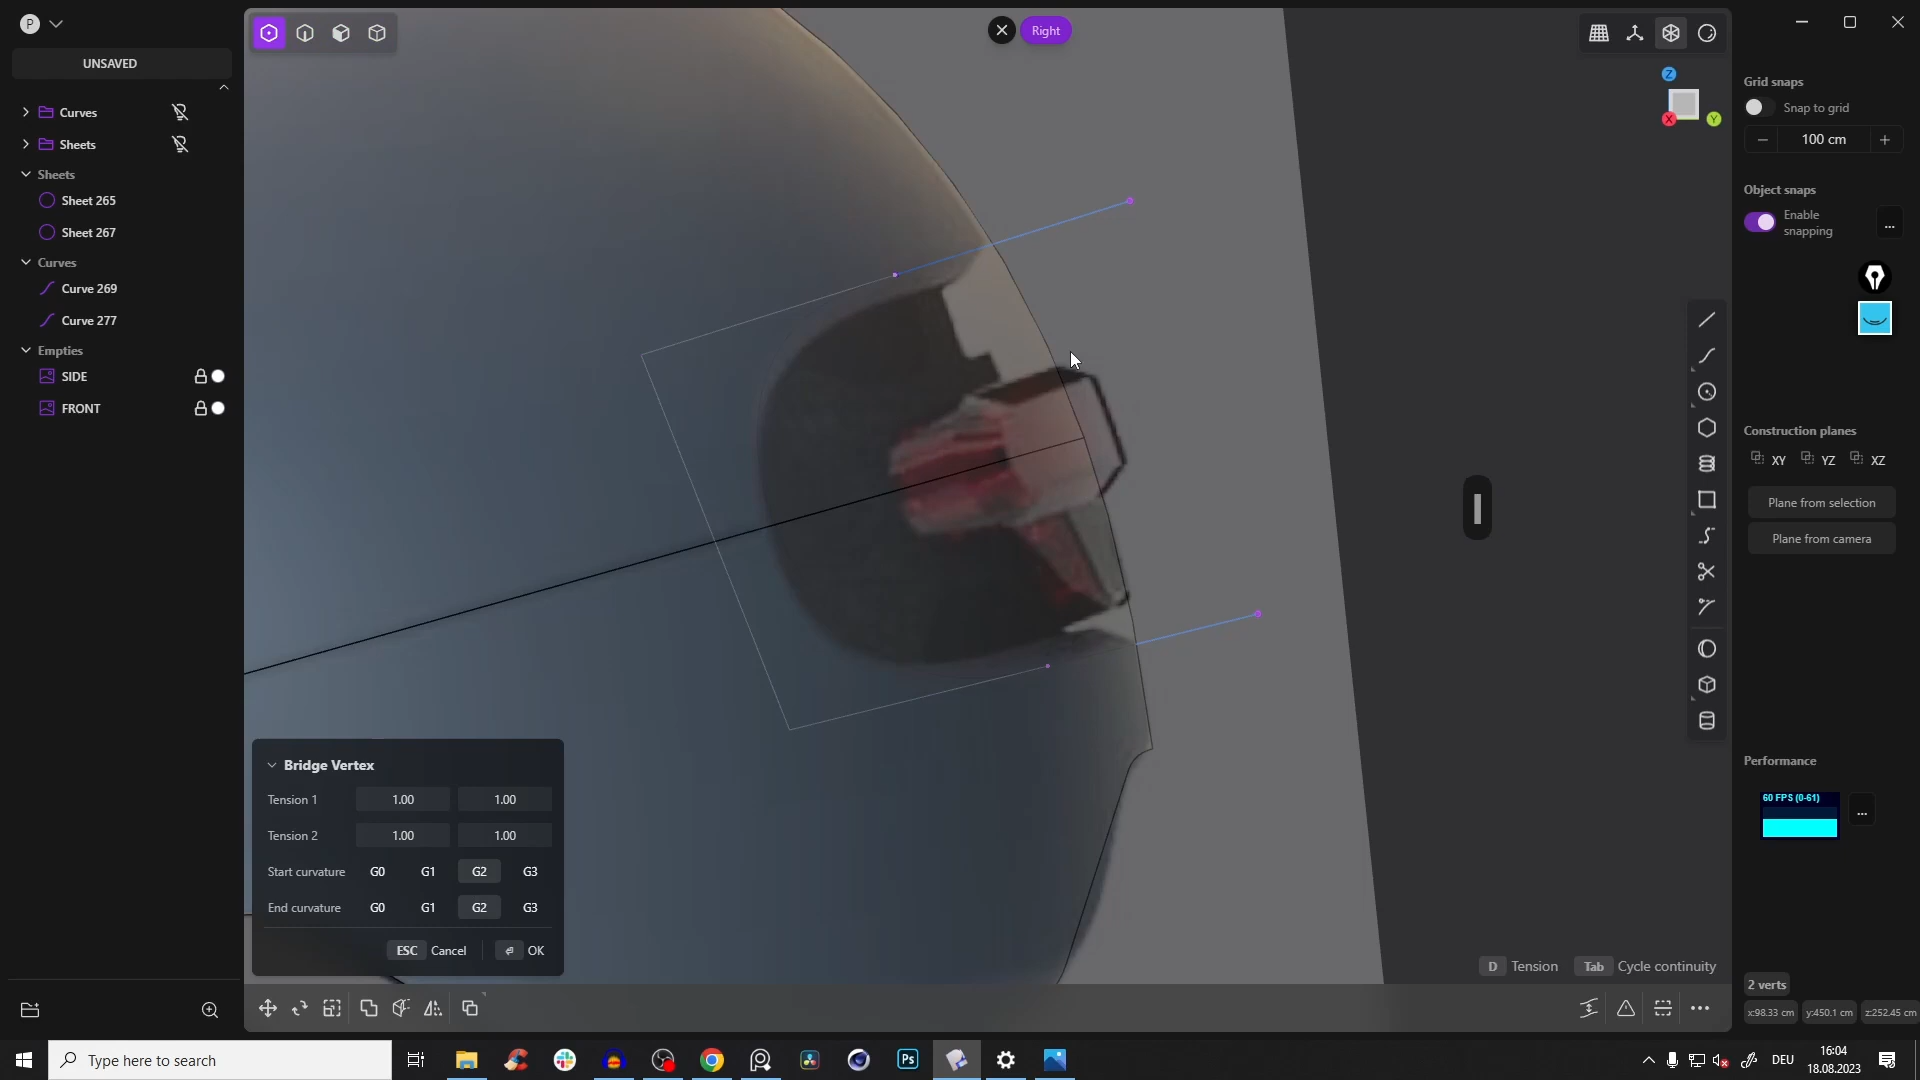 P
UNSAVED
Curves
Sheets
Sheets
Sheet 265
Sheet 267
Curves
Curve 269
Curve 277
Empties
SIDE
FRONT
Right
Z
X
Y
Bridge Vertex
Tension 1 1.00 1.00
Tension 2 1.00 1.00
Start curvature G0 G1 G2 G3
End curvature G0 G1 G2 G3
ESC Cancel OK
D Tension Tab Cycle continuity
Grid snaps
Snap to grid
100 cm
Object snaps
Enable
snapping
...
Construction planes
XY YZ XZ
Plane from selection
Plane from camera
Performance
60 FPS (0-61)
...
2 verts
x:98.33 cm y:450.1 cm z:252.45 cm
Type here to search
Ps
DEU
16:04
18.08.2023